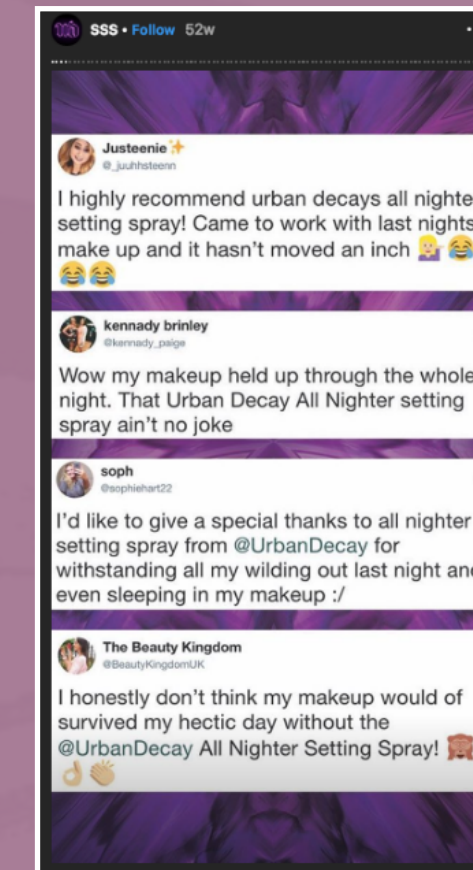 SSS • Follow 52w
Justeenie✨
@_juuhhsteenn
I highly recommend urban decays all nighte
setting spray! Came to work with last nights
make up and it hasn't moved an inch 💁🏼‍♀️😂
😂😂
kennady brinley
@kennady_paige
Wow my makeup held up through the whole
night. That Urban Decay All Nighter setting
spray ain't no joke
soph
@sophiehart22
I'd like to give a special thanks to all nighter
setting spray from @UrbanDecay for
withstanding all my wilding out last night and
even sleeping in my makeup :/
The Beauty Kingdom
@BeautyKingdomUK
I honestly don't think my makeup would of
survived my hectic day without the
@UrbanDecay All Nighter Setting Spray! 🙈
👌🏼👏🏼